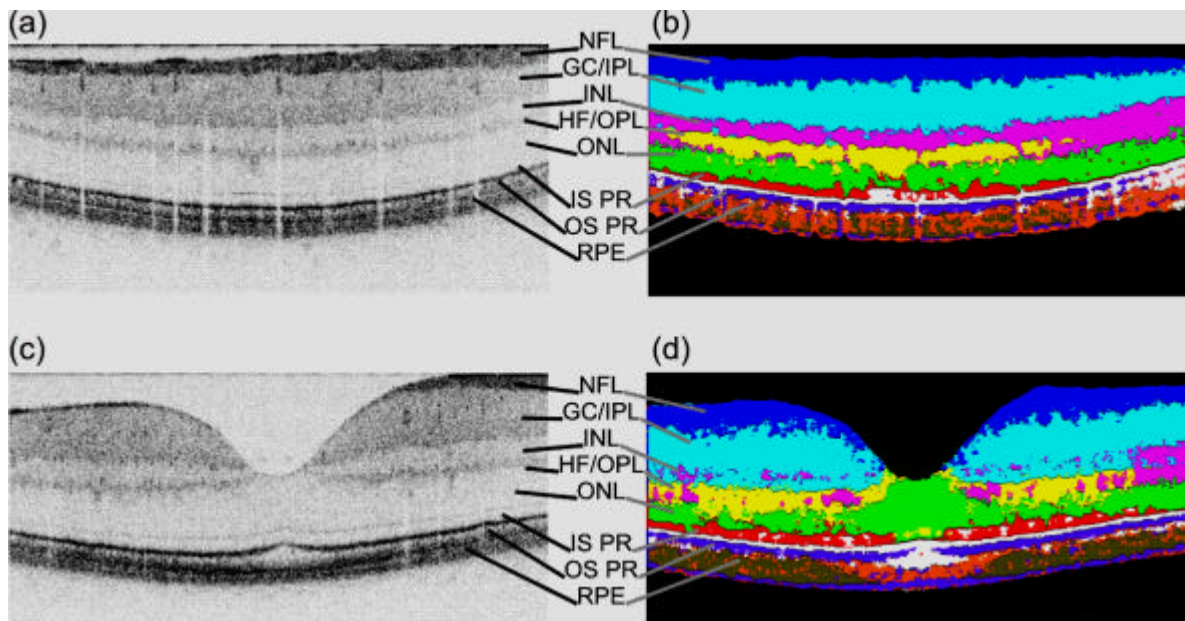 (a)
(b)
NFL
GC/IPL
INL
HF/OPL
ONL
IS PR
OS PR
RPE
(c)
(d)
NFL
GC/IPL
INL
HF/OPL
ONL
IS PR
OS PR
RPE